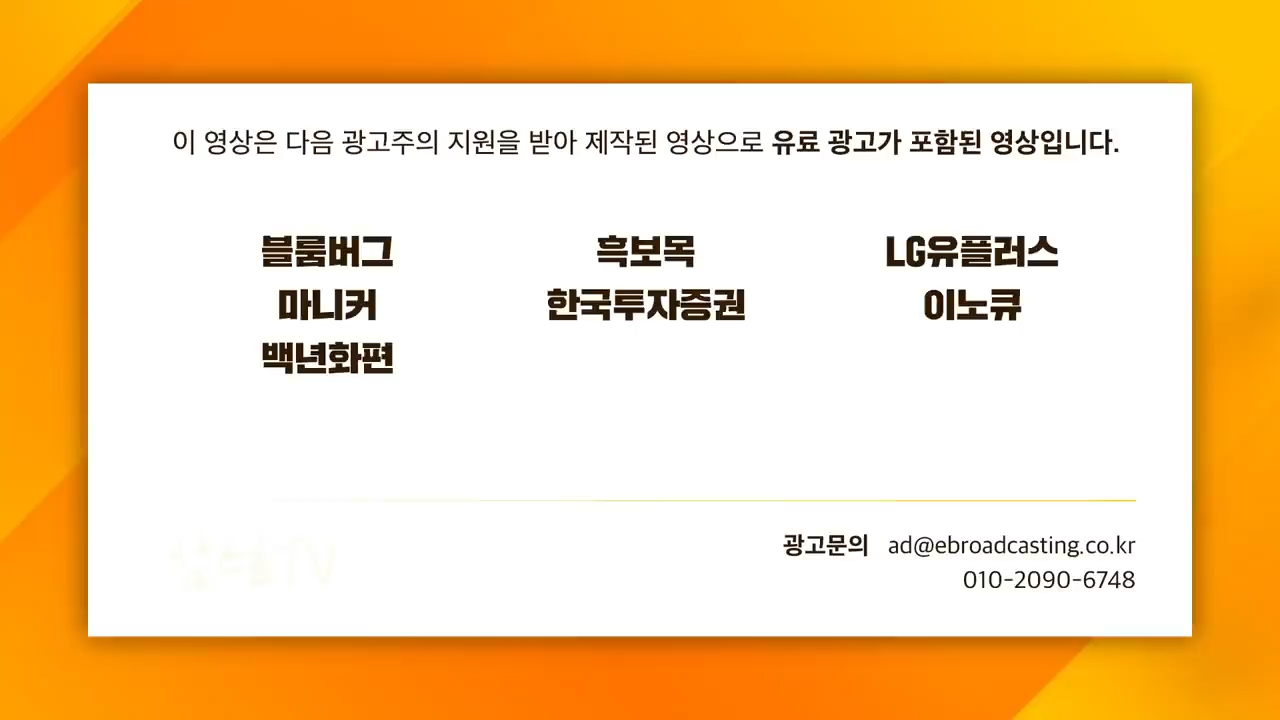 이 영상은 다음 광고주의 지원을 받아 제작된 영상으로 유료 광고가 포함된 영상입니다.
블룸버그 흑보목 LG유플러스
마니커 한국투자증권 이노큐
백년화편
광고문의 ad@ebroadcasting.co.kr
010-2090-6748